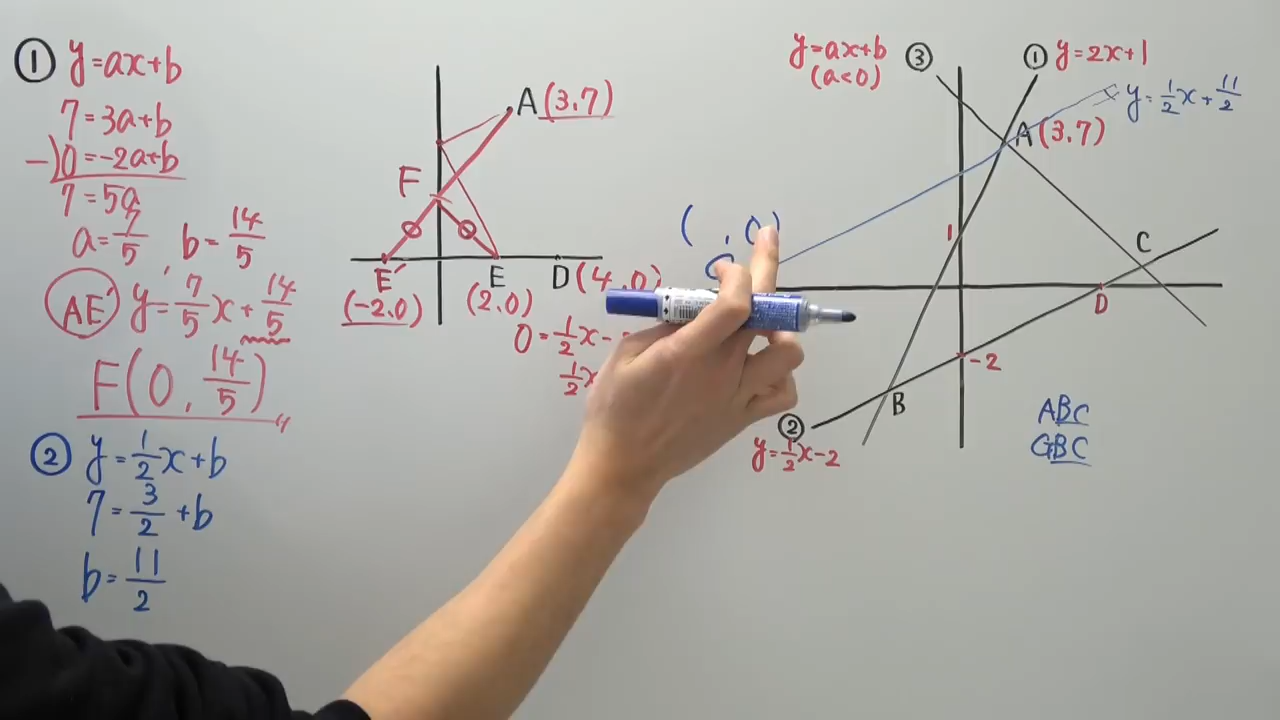 ① y=ax+b
7=3a+b
-)0=-2a+b
7=5a
a=7/5, b=14/5
AE' y=7/5x+14/5
F(0, 14/5)
② y=1/2x+b
7=3/2+b
b=11/2
A(3.7)
F
E'
(-2.0)
E
(2.0)
D(4.0)
0=1/2x-
1/2x
y=ax+b ③
(a<0)
① y=2x+1
y=1/2x+11/2
A(3.7)
( , 0)
1
C
D
-2
B
②
y=1/2x-2
ABC
GBC